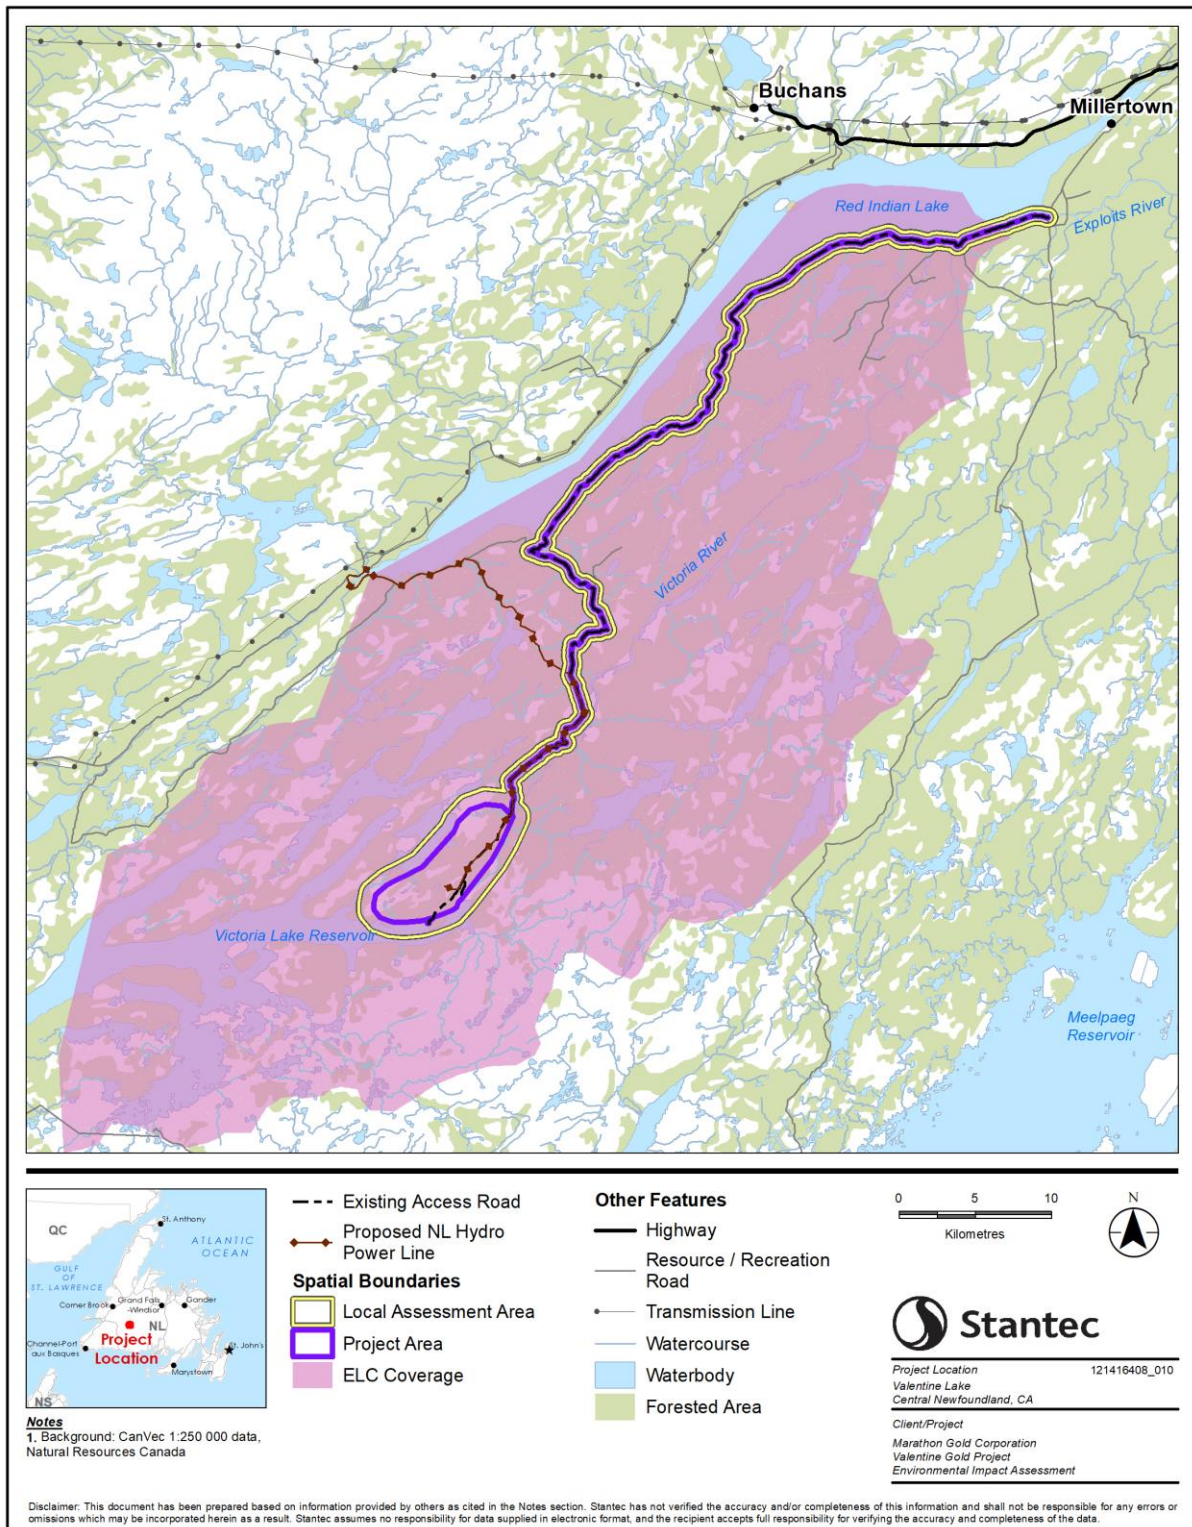 Buchans
Millertown
Red Indian Lake
Exploits River
Victoria River
Victoria Lake Reservoir
Meelpaeg
Reservoir
QC
St. Anthony
ATLANTIC
OCEAN
GULF
OF
ST. LAWRENCE
Corner Brook
Grand Falls
-Windsor
Gander
NL
Project
Location
Channel-Port
aux Basques
St. John's
Marystown
NS
Notes
1. Background: CanVec 1:250 000 data,
Natural Resources Canada
Existing Access Road
Proposed NL Hydro
Power Line
Spatial Boundaries
Local Assessment Area
Project Area
ELC Coverage
Other Features
Highway
Resource / Recreation
Road
Transmission Line
Watercourse
Waterbody
Forested Area
0 5 10
Kilometres
N
Stantec
Project Location 121416408_010
Valentine Lake
Central Newfoundland, CA
Client/Project
Marathon Gold Corporation
Valentine Gold Project
Environmental Impact Assessment
Disclaimer: This document has been prepared based on information provided by others as cited in the Notes section. Stantec has not verified the accuracy and/or completeness of this information and shall not be responsible for any errors or
omissions which may be incorporated herein as a result. Stantec assumes no responsibility for data supplied in electronic format, and the recipient accepts full responsibility for verifying the accuracy and completeness of the data.